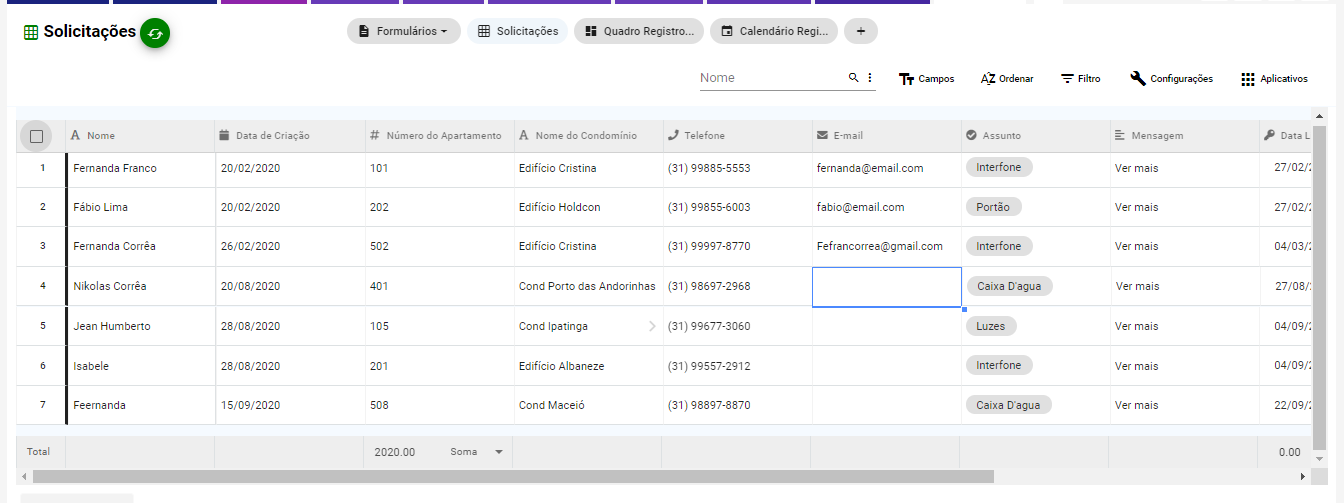 Solicitações
Formulários Solicitações Quadro Registro... Calendário Regi... +
Nome Campos Ordenar Filtro Configurações Aplicativos
Nome Data de Criação # Número do Apartamento Nome do Condomínio Telefone E-mail Assunto Mensagem Data L
1 Fernanda Franco 20/02/2020 101 Edifício Cristina (31) 99885-5553 fernanda@email.com Interfone Ver mais 27/02/2
2 Fábio Lima 20/02/2020 202 Edifício Holdcon (31) 99855-6003 fabio@email.com Portão Ver mais 27/02/2
3 Fernanda Corrêa 26/02/2020 502 Edifício Cristina (31) 99997-8770 Fefrancorrea@gmail.com Interfone Ver mais 04/03/2
4 Nikolas Corrêa 20/08/2020 401 Cond Porto das Andorinhas (31) 98697-2968 Caixa D'agua Ver mais 27/08/2
5 Jean Humberto 28/08/2020 105 Cond Ipatinga (31) 99677-3060 Luzes Ver mais 04/09/2
6 Isabele 28/08/2020 201 Edifício Albaneze (31) 99557-2912 Interfone Ver mais 04/09/2
7 Feernanda 15/09/2020 508 Cond Maceió (31) 98897-8870 Caixa D'agua Ver mais 22/09/2
Total 2020.00 Soma 0.00